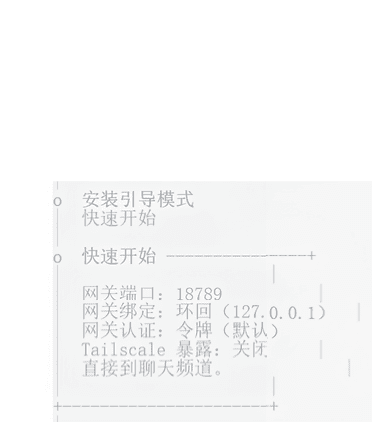 o 安装引导模式
快速开始
o 快速开始 ———————————————+
网关端口：18789
网关绑定：环回（127.0.0.1）
网关认证：令牌（默认）
Tailscale 暴露：关闭
直接到聊天频道。